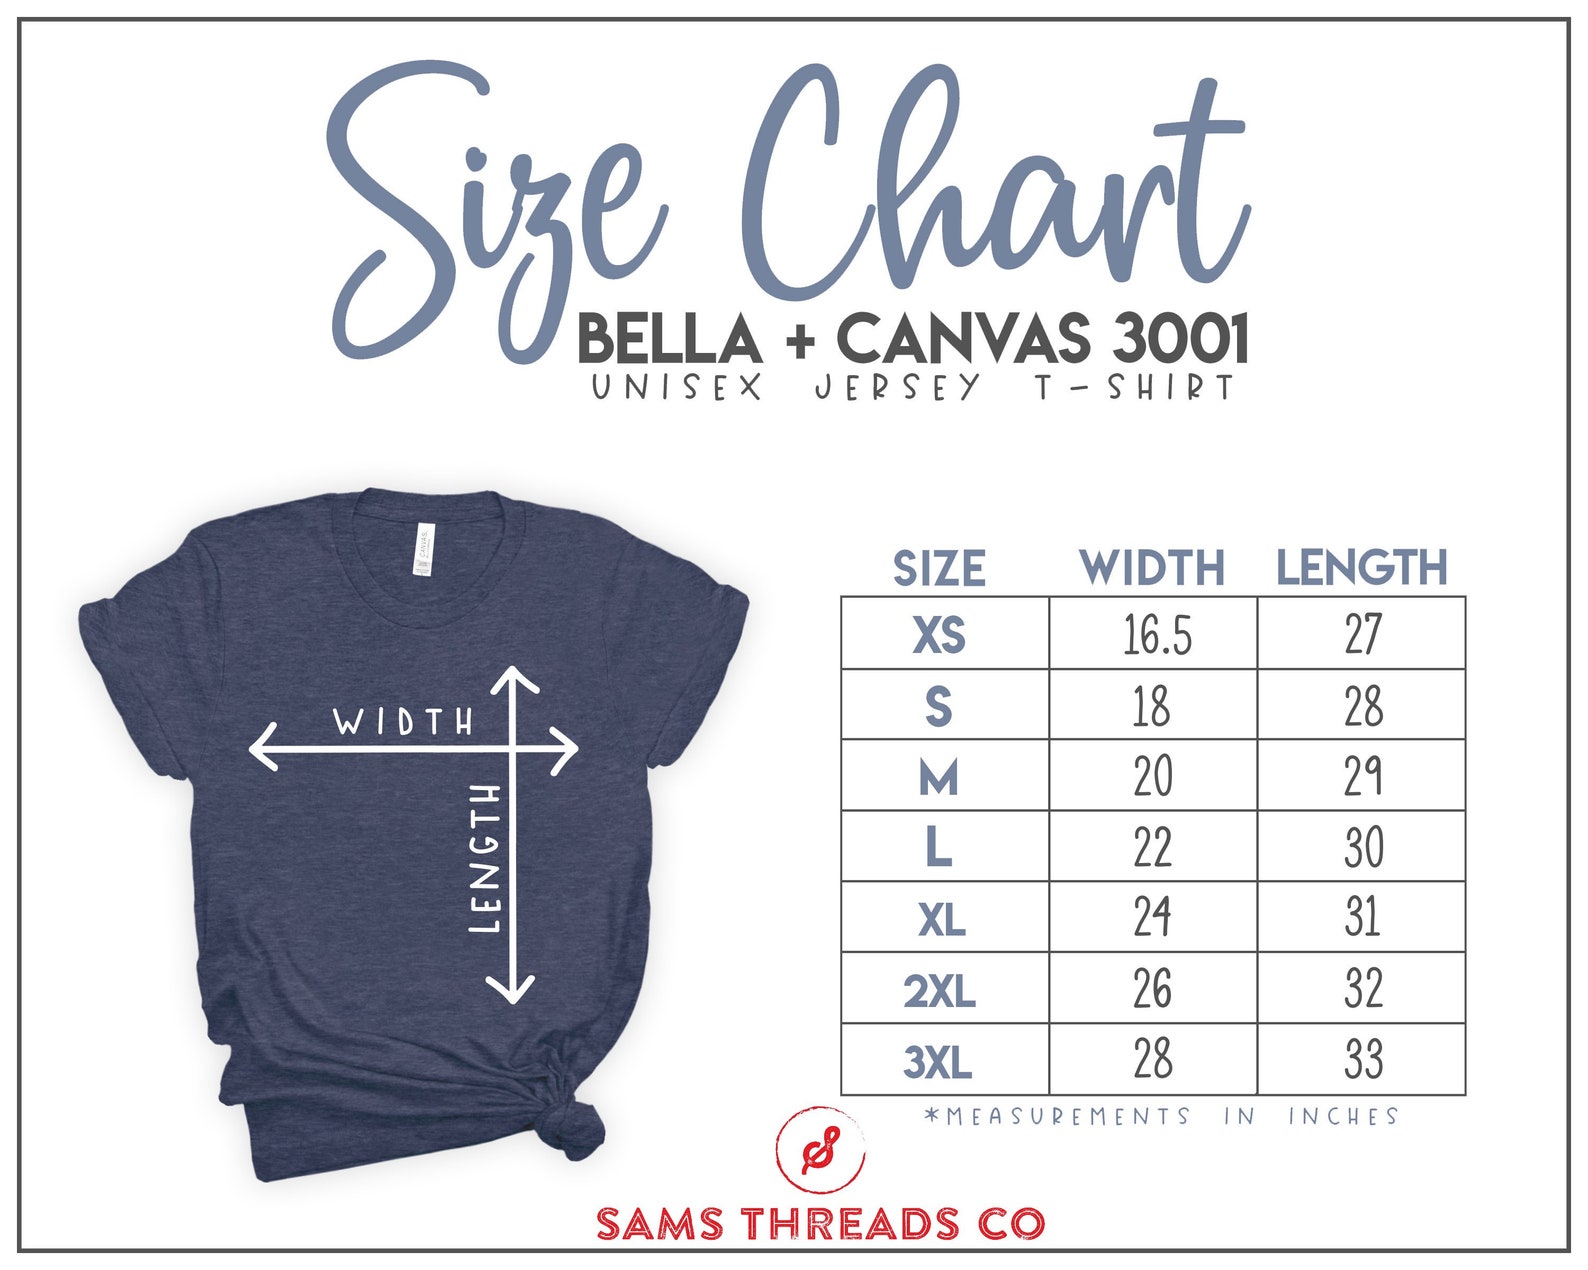 Size Chart
BELLA + CANVAS 3001
UNISEX JERSEY T-SHIRT
CANVAS
WIDTH
LENGTH
SIZE WIDTH LENGTH
XS 16.5 27
S 18 28
M 20 29
L 22 30
XL 24 31
2XL 26 32
3XL 28 33
*MEASUREMENTS IN INCHES
S
SAMS THREADS CO